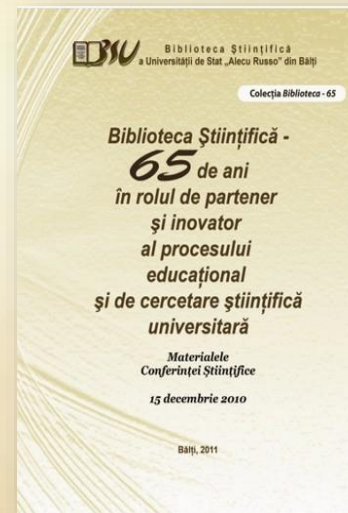 BSU
Biblioteca Ştiinţifică
a Universităţii de Stat „Alecu Russo” din Bălţi
Colecţia Biblioteca - 65
Biblioteca Ştiinţifică -
65 de ani
în rolul de partener
şi inovator
al procesului
educaţional
şi de cercetare ştiinţifică
universitară
Materialele
Conferinţei Ştiinţifice
15 decembrie 2010
Bălţi, 2011